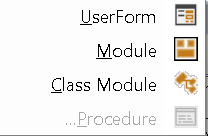 UserForm
Module
Class Module
...Procedure